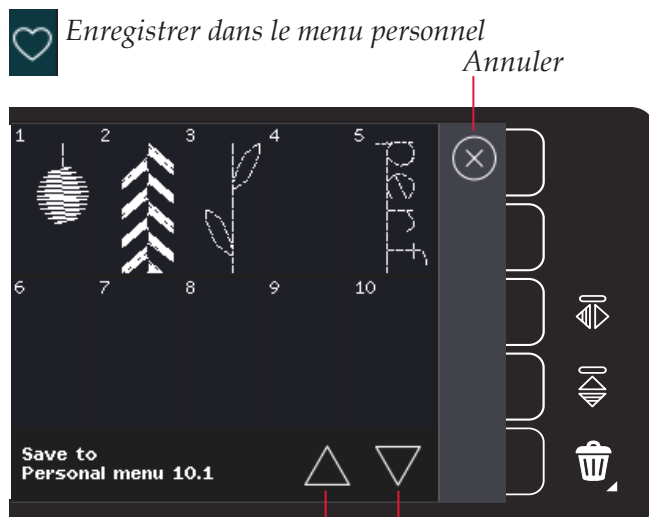 Enregistrer dans le menu personnel
Annuler
1 2 3 4 5
perf
6 7 8 9 10
Save to
Personal menu 10.1